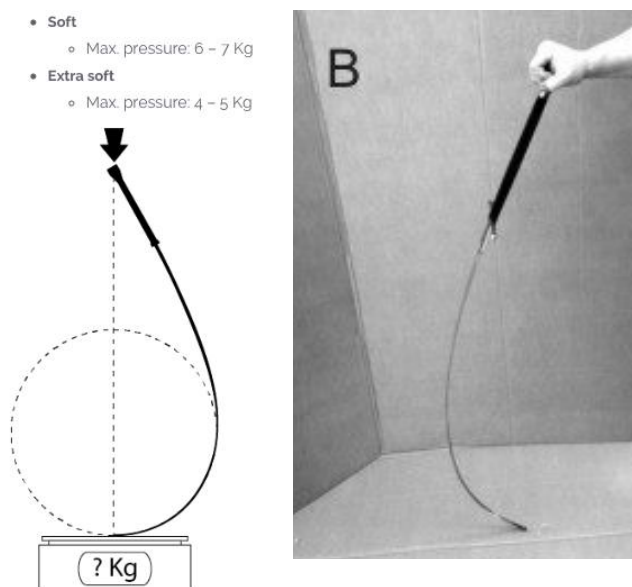 Soft
Max. pressure: 6 – 7 Kg
Extra soft
Max. pressure: 4 – 5 Kg
B
? Kg